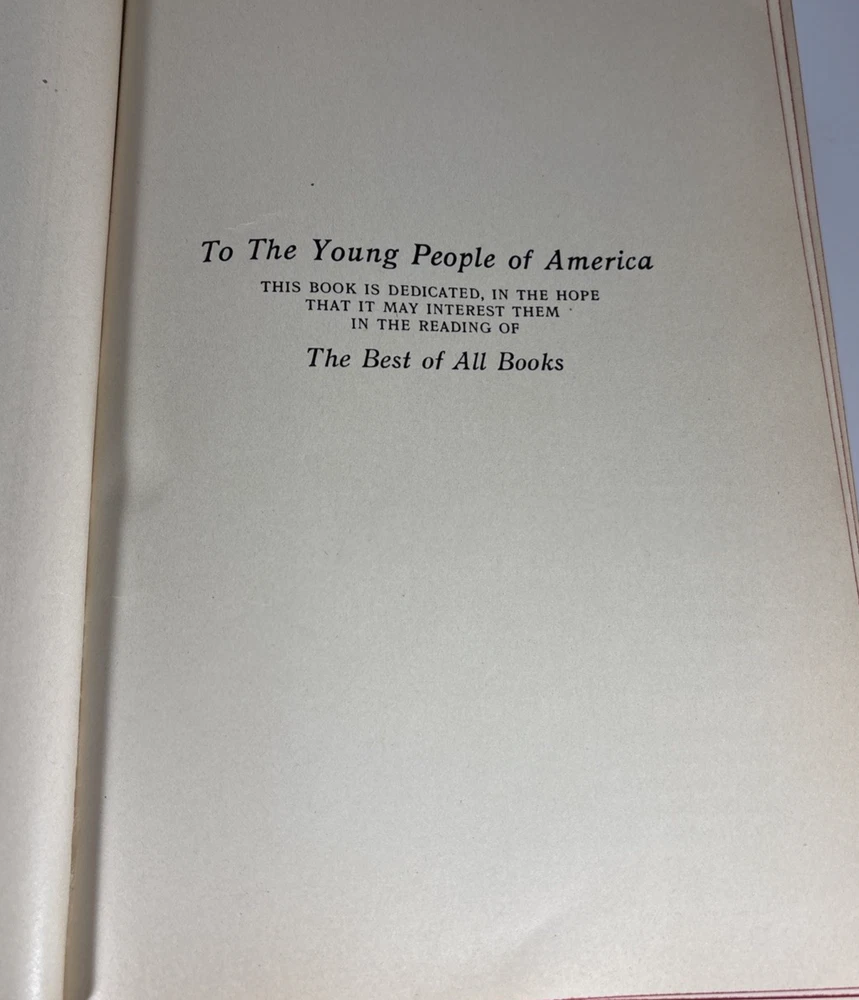 To The Young People of America
THIS BOOK IS DEDICATED, IN THE HOPE
THAT IT MAY INTEREST THEM
IN THE READING OF
The Best of All Books